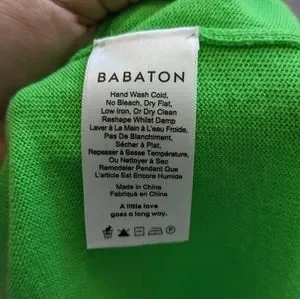 BABATON
Hand Wash Cold,
No Bleach, Dry Flat,
Low Iron, Or Dry Clean
Reshape Whilst Damp
Laver à La Main à L'eau Froide,
Pas De Blanchiment,
Sécher à Plat,
Repasser à Basse Température,
Ou Nettoyer à Sec
Remodeler Pendant Que
L'article Est Encore Humide
Made in China
Fabriqué en Chine
A little love
goes a long way.